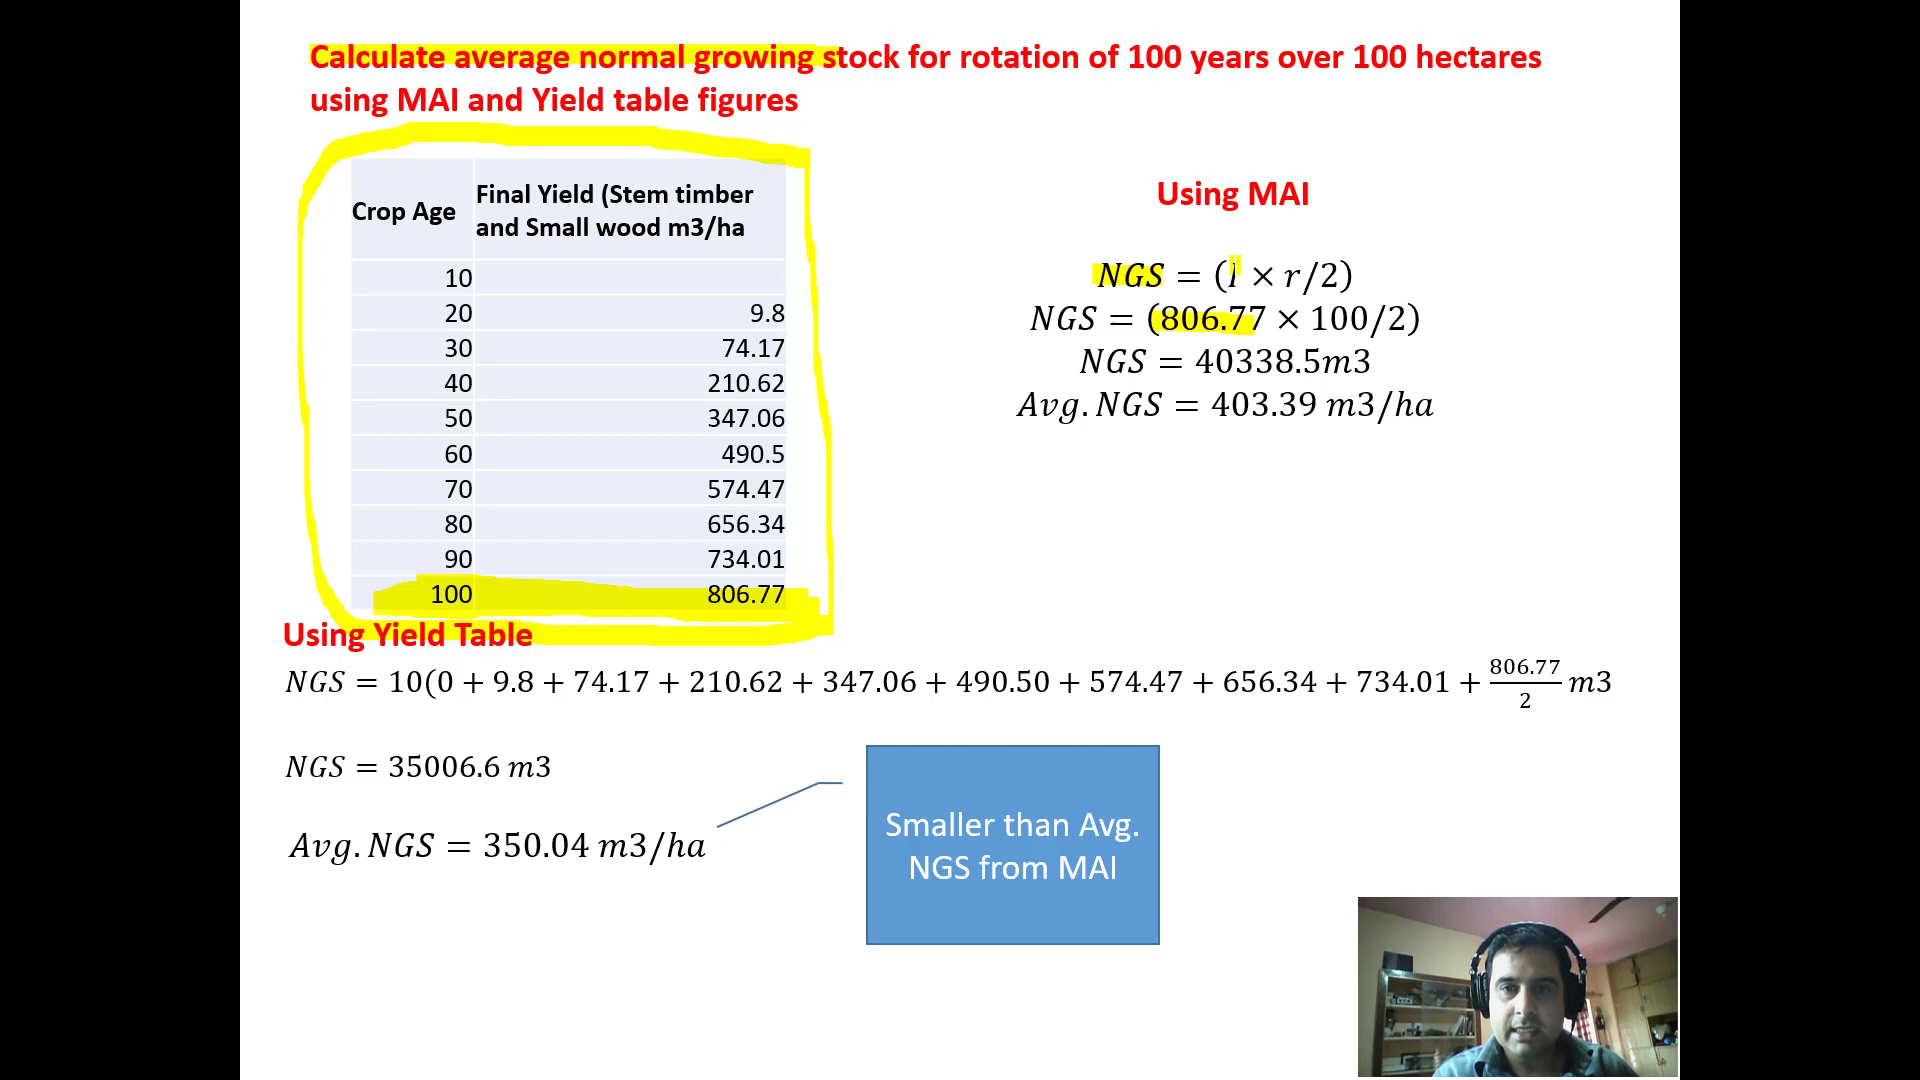 Calculate average normal growing stock for rotation of 100 years over 100 hectares
using MAI and Yield table figures
Crop Age
Final Yield (Stem timber
and Small wood m3/ha
10
20 9.8
30 74.17
40 210.62
50 347.06
60 490.5
70 574.47
80 656.34
90 734.01
100 806.77
Using MAI
NGS = (I × r/2)
NGS = (806.77 × 100/2)
NGS = 40338.5m3
Avg. NGS = 403.39 m3/ha
Using Yield Table
NGS = 10(0 + 9.8 + 74.17 + 210.62 + 347.06 + 490.50 + 574.47 + 656.34 + 734.01 + 806.77/2 m3
NGS = 35006.6 m3
Avg. NGS = 350.04 m3/ha
Smaller than Avg.
NGS from MAI